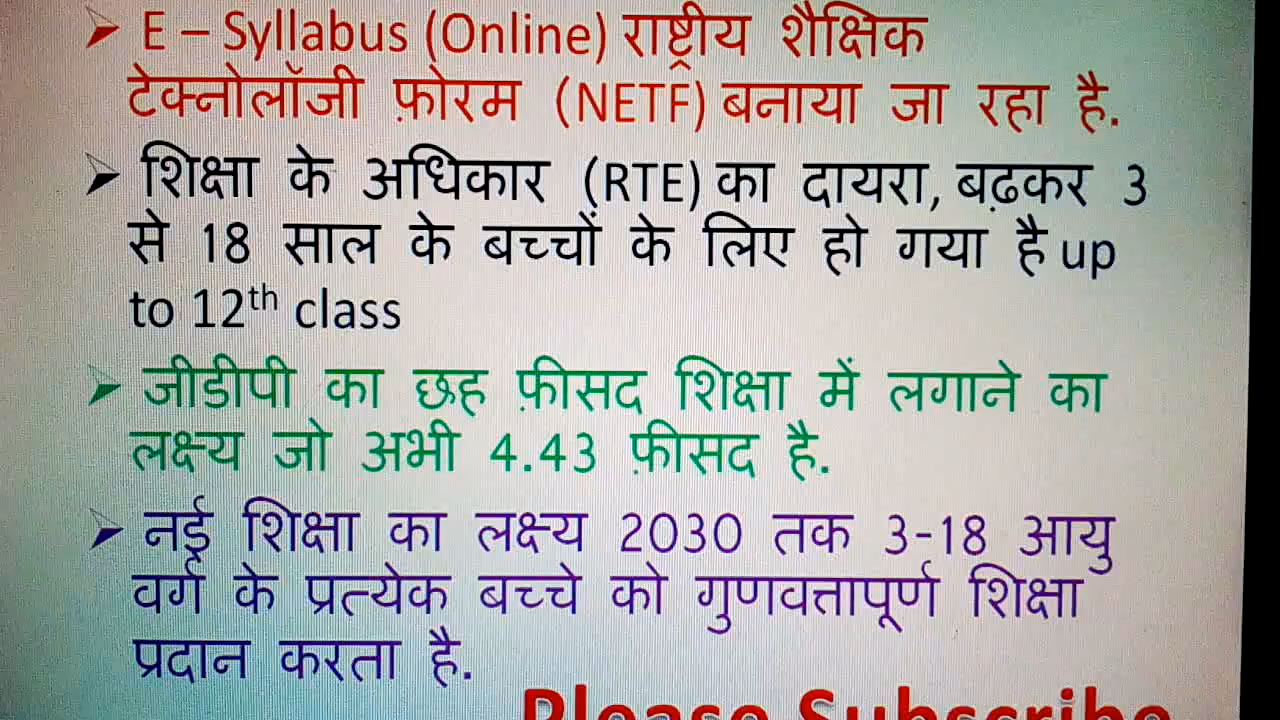 ➢ E – Syllabus (Online) राष्ट्रीय शैक्षिक
टेक्नोलॉजी फ़ोरम (NETF) बनाया जा रहा है.
➢ शिक्षा के अधिकार (RTE) का दायरा, बढ़कर 3
से 18 साल के बच्चों के लिए हो गया है up
to 12th class
➢ जीडीपी का छह फ़ीसद शिक्षा में लगाने का
लक्ष्य जो अभी 4.43 फ़ीसद है.
➢ नई शिक्षा का लक्ष्य 2030 तक 3-18 आयु
वर्ग के प्रत्येक बच्चे को गुणवत्तापूर्ण शिक्षा
प्रदान करता है.
Please Subscribe